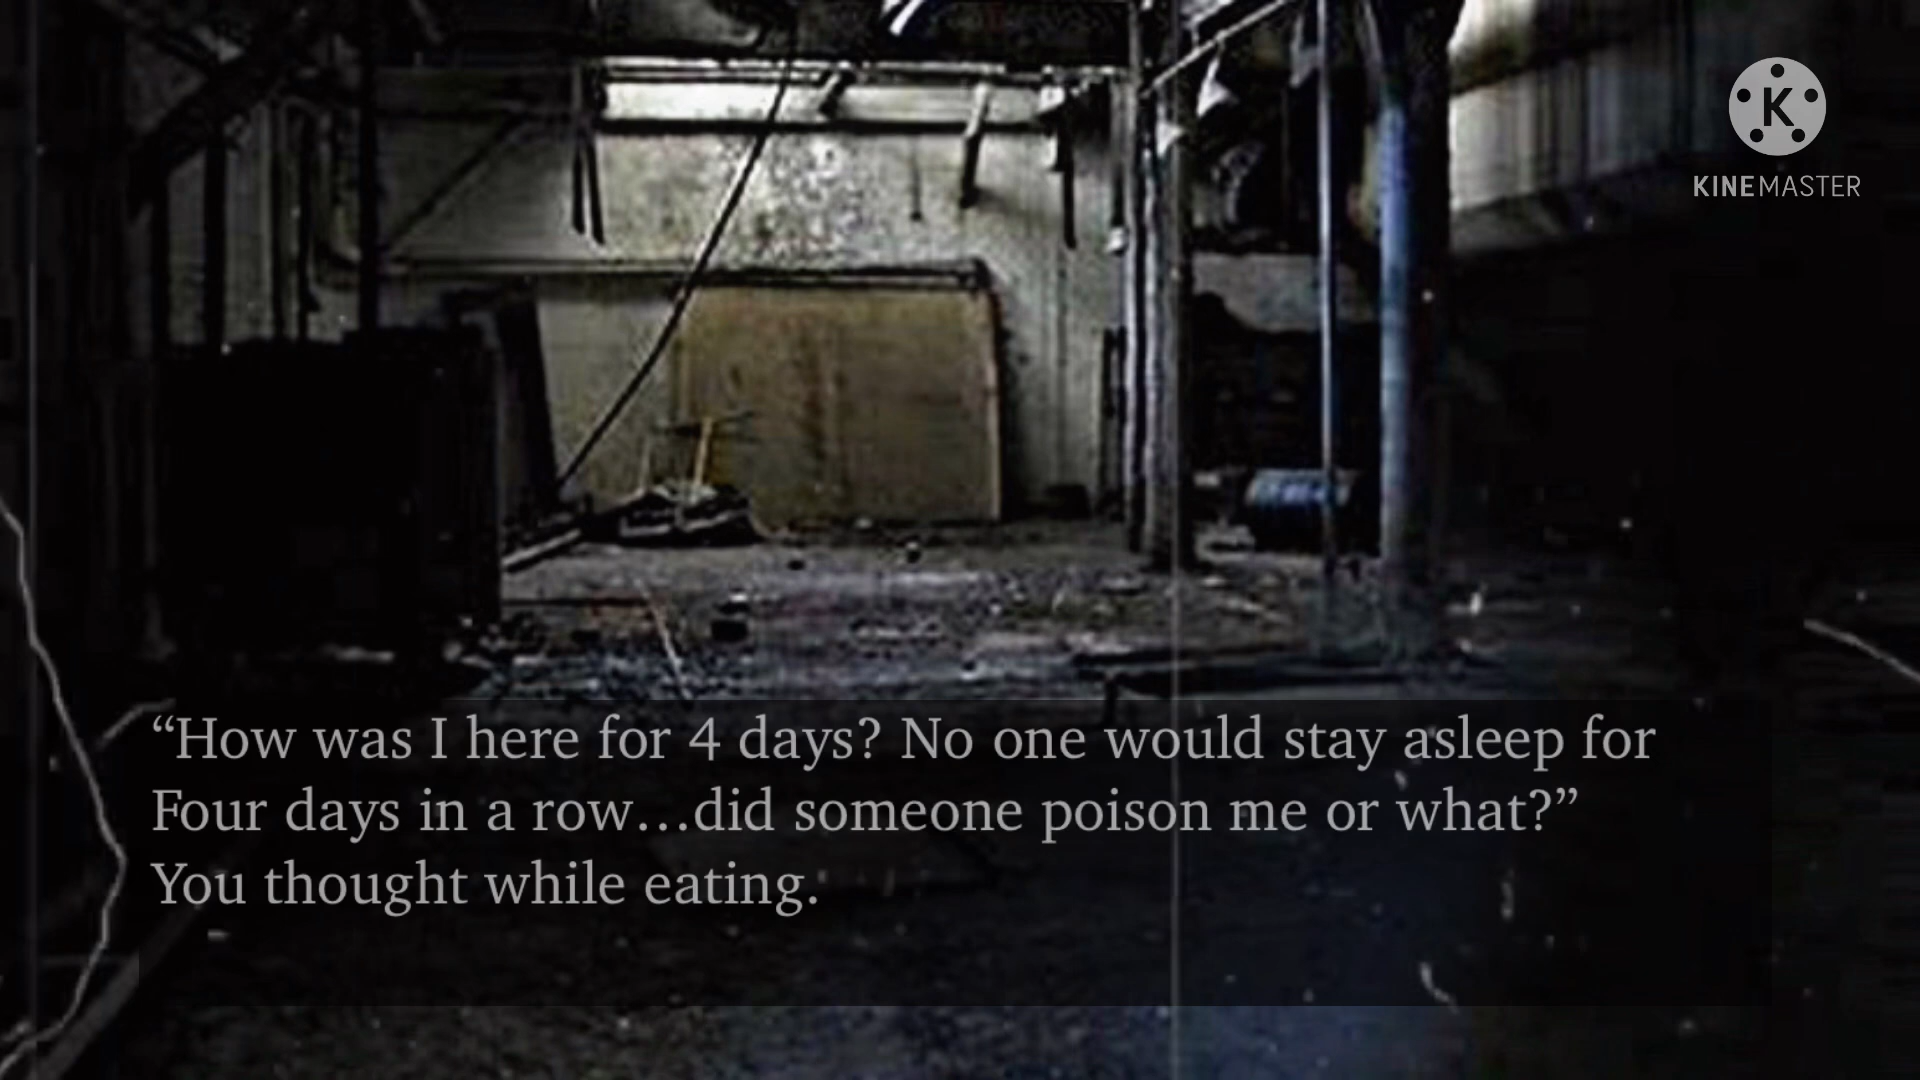 KINEMASTER
“How was I here for 4 days? No one would stay asleep for
Four days in a row...did someone poison me or what?”
You thought while eating.